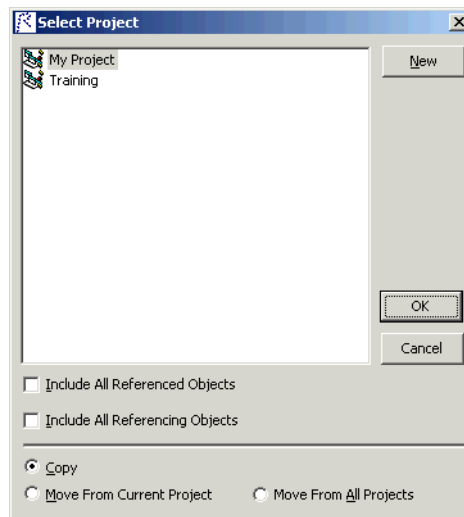 Select Project
My Project
New
Training
OK
Cancel
Include All Referenced Objects
Include All Referencing Objects
Copy
Move From Current Project
Move From All Projects